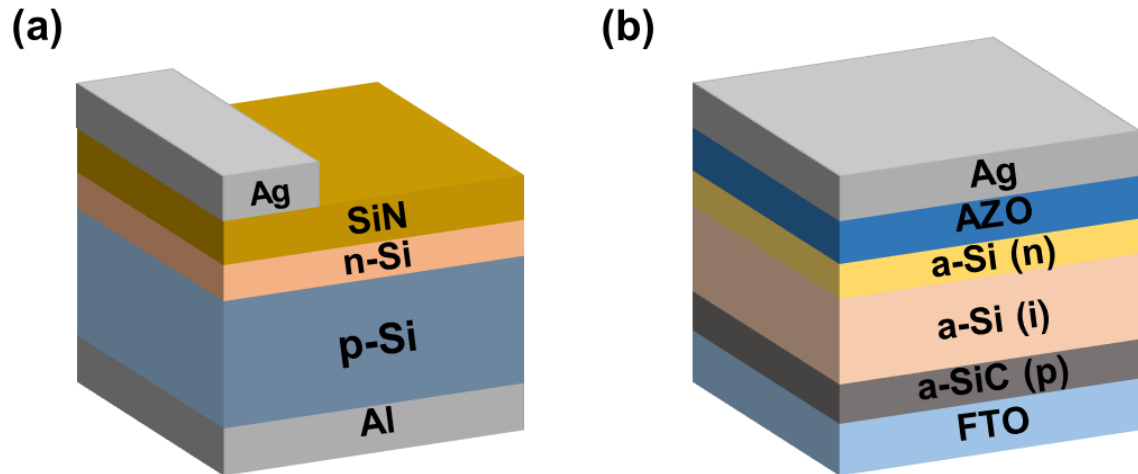 (a)
Ag
SiN
n-Si
p-Si
Al
(b)
Ag
AZO
a-Si (n)
a-Si (i)
a-SiC (p)
FTO